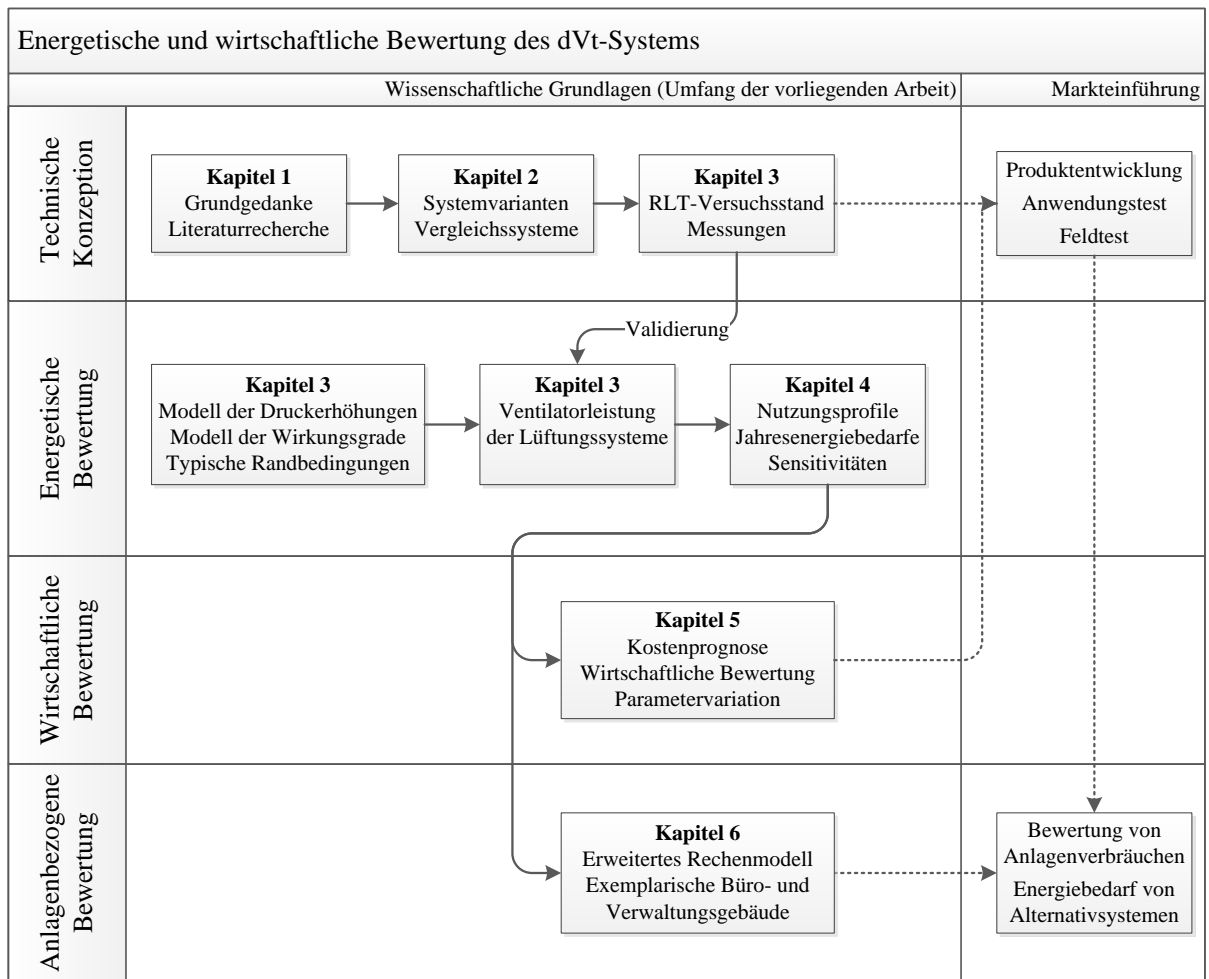 Energetische und wirtschaftliche Bewertung des dVt-Systems
Wissenschaftliche Grundlagen (Umfang der vorliegenden Arbeit)
Markteinführung
Technische
Konzeption
Kapitel 1
Grundgedanke
Literaturrecherche
Kapitel 2
Systemvarianten
Vergleichssysteme
Kapitel 3
RLT-Versuchsstand
Messungen
Produktentwicklung
Anwendungstest
Feldtest
Energetische
Bewertung
Validierung
Kapitel 3
Modell der Druckerhöhungen
Modell der Wirkungsgrade
Typische Randbedingungen
Kapitel 3
Ventilatorleistung
der Lüftungssysteme
Kapitel 4
Nutzungsprofile
Jahresenergiebedarfe
Sensitivitäten
Wirtschaftliche
Bewertung
Kapitel 5
Kostenprognose
Wirtschaftliche Bewertung
Parametervariation
Anlagenbezogene
Bewertung
Kapitel 6
Erweitertes Rechenmodell
Exemplarische Büro- und
Verwaltungsgebäude
Bewertung von
Anlagenverbräuchen
Energiebedarf von
Alternativsystemen